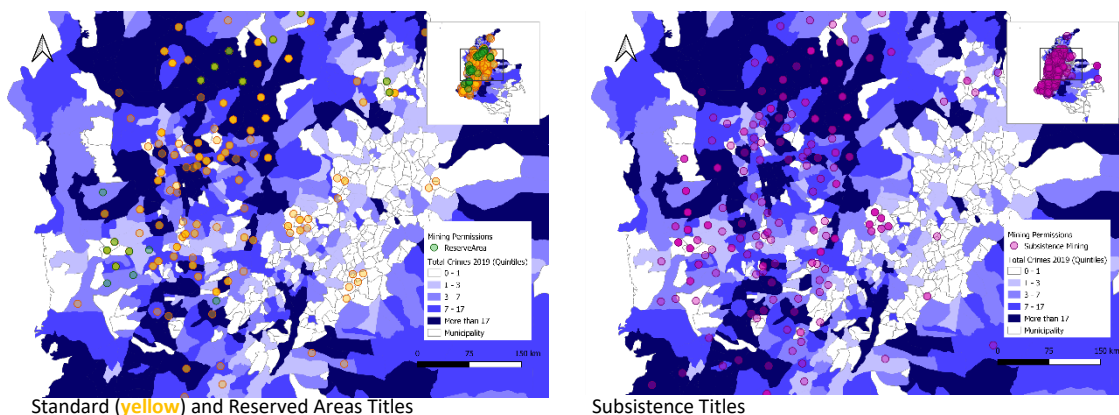 Mining Permissions
ReserveArea
Total Crimes 2019 (Quintiles)
0 - 1
1 - 3
3 - 7
7 - 17
More than 17
Municipality
0 75 150 km
Standard (yellow) and Reserved Areas Titles
Mining Permissions
Subsistence Mining
Total Crimes 2019 (Quintiles)
0 - 1
1 - 3
3 - 7
7 - 17
More than 17
Municipality
0 75 150 km
Subsistence Titles